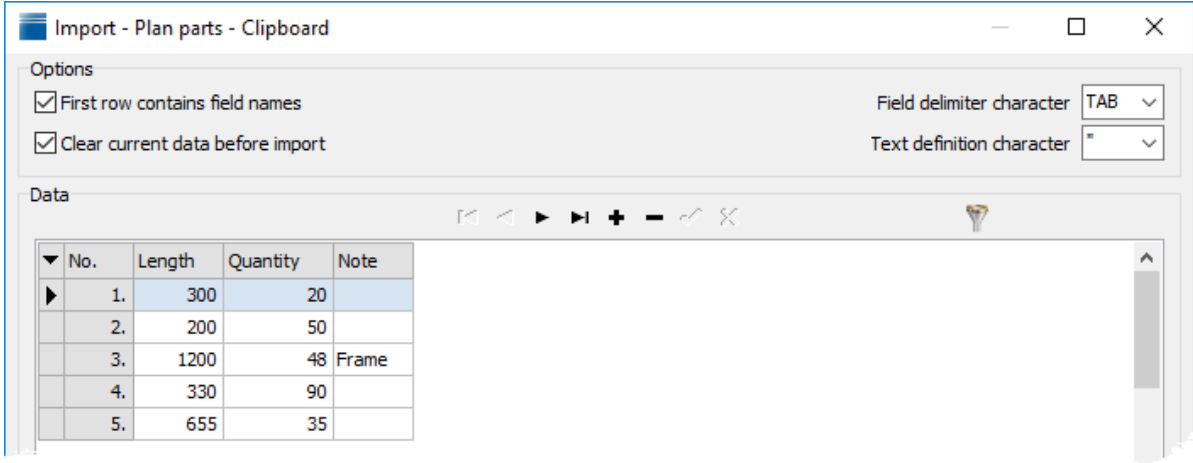 Import - Plan parts - Clipboard
Options
First row contains field names Field delimiter character TAB
Clear current data before import Text definition character "
Data
No. Length Quantity Note
1. 300 20
2. 200 50
3. 1200 48 Frame
4. 330 90
5. 655 35